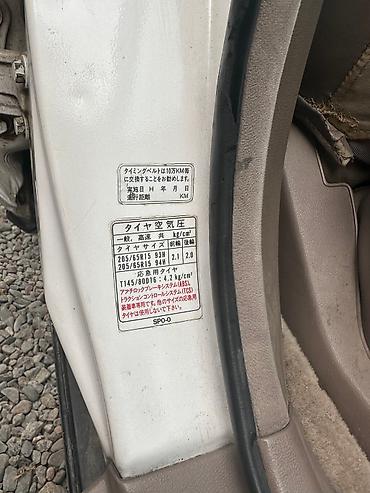 タイミングベルトは10万KM毎
に交換することをお勧めします。
実施日 H 年 月 日
走行距離 KM
タイヤ空気圧
一般、高速 共 kg/cm²
タイヤサイズ 前輪 後輪
205/65R15 93H 2.1 2.0
205/65R15 94H
応急用タイヤ
T145/80D16:4.2kg/cm²
アンチロックブレーキシステム(ABS),
トラクションコントロールシステム(TCS)
装着車専用です。他のサイズの応急用
タイヤは使用しないで下さい。
SP0-0